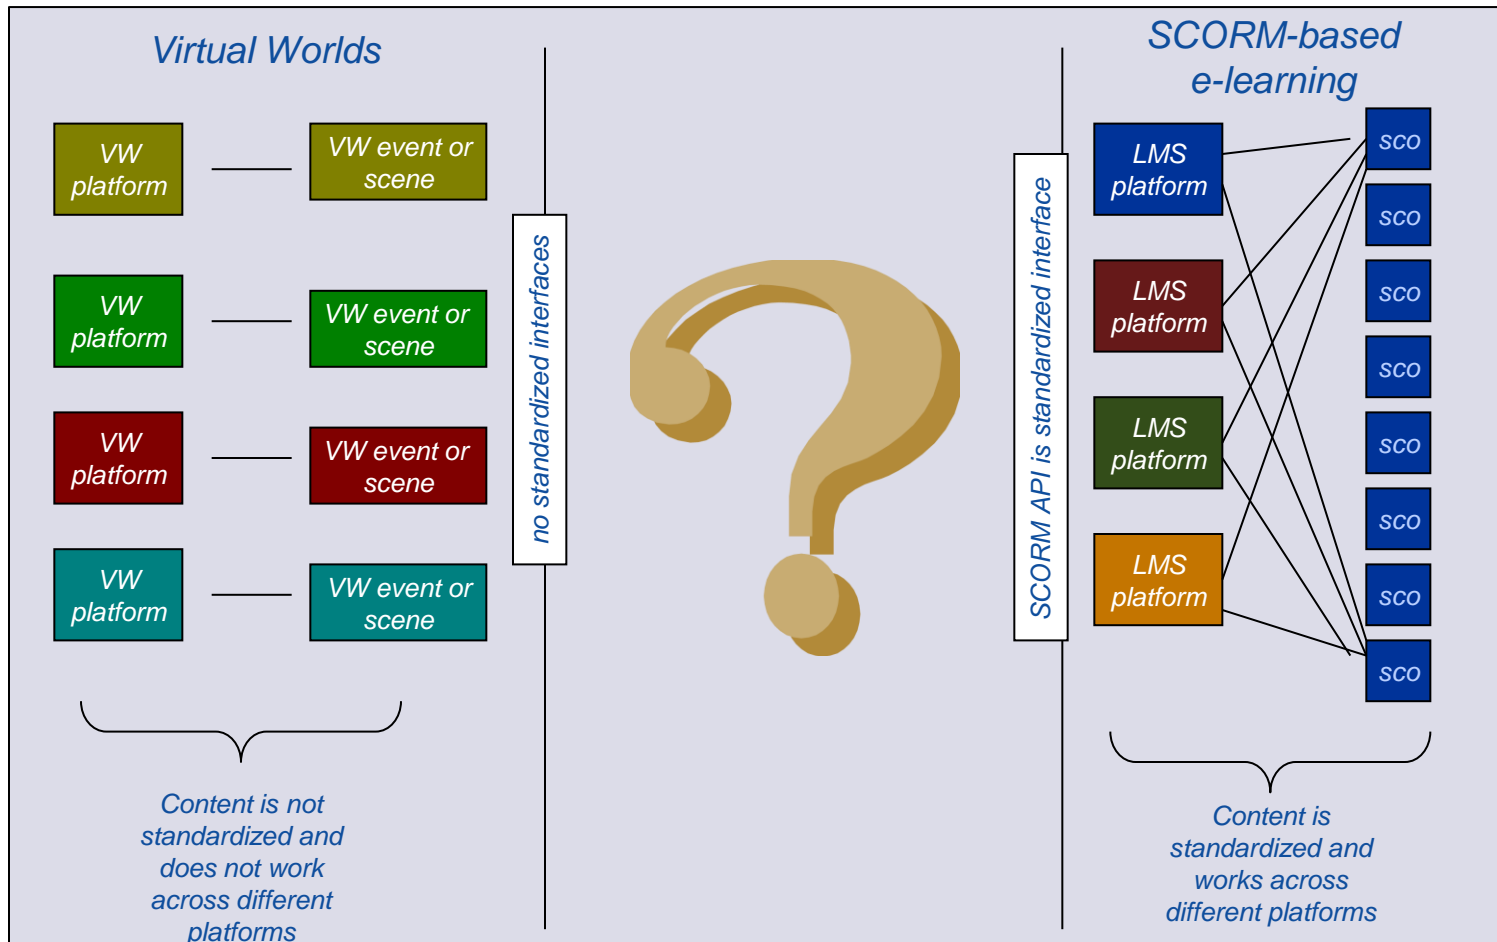 Virtual Worlds
VW
platform
VW event or
scene
VW
platform
VW event or
scene
VW
platform
VW event or
scene
VW
platform
VW event or
scene
no standardized interfaces
Content is not
standardized and
does not work
across different
platforms
SCORM-based
e-learning
SCORM API is standardized interface
LMS
platform
LMS
platform
LMS
platform
LMS
platform
sco
sco
sco
sco
sco
sco
sco
sco
Content is
standardized and
works across
different platforms